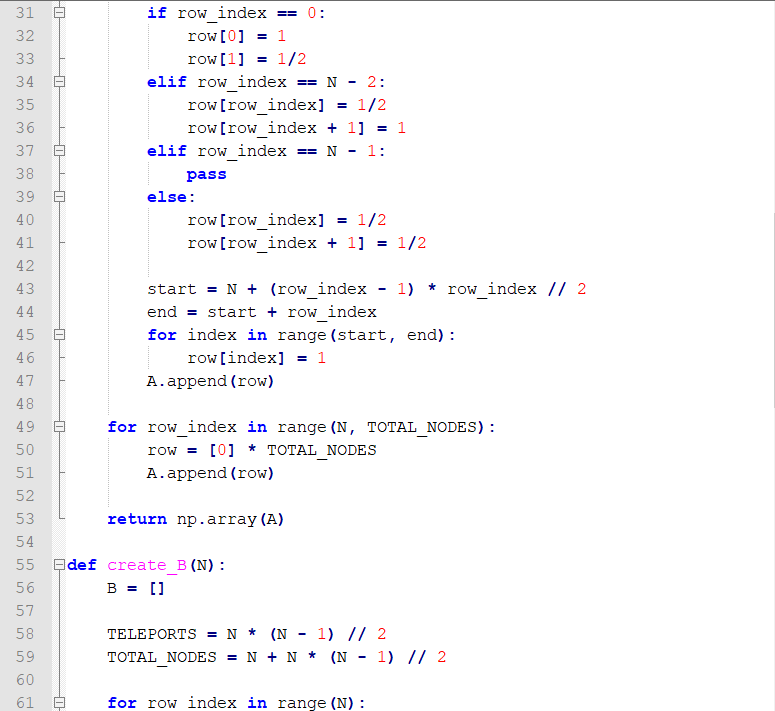 31 if row_index == 0:
32 row[0] = 1
33 row[1] = 1/2
34 elif row_index == N - 2:
35 row[row_index] = 1/2
36 row[row_index + 1] = 1
37 elif row_index == N - 1:
38 pass
39 else:
40 row[row_index] = 1/2
41 row[row_index + 1] = 1/2
42
43 start = N + (row_index - 1) * row_index // 2
44 end = start + row_index
45 for index in range(start, end):
46 row[index] = 1
47 A.append(row)
48
49 for row_index in range(N, TOTAL_NODES):
50 row = [0] * TOTAL_NODES
51 A.append(row)
52
53 return np.array(A)
54
55 def create_B(N):
56 B = []
57
58 TELEPORTS = N * (N - 1) // 2
59 TOTAL_NODES = N + N * (N - 1) // 2
60
61 for row_index in range(N):